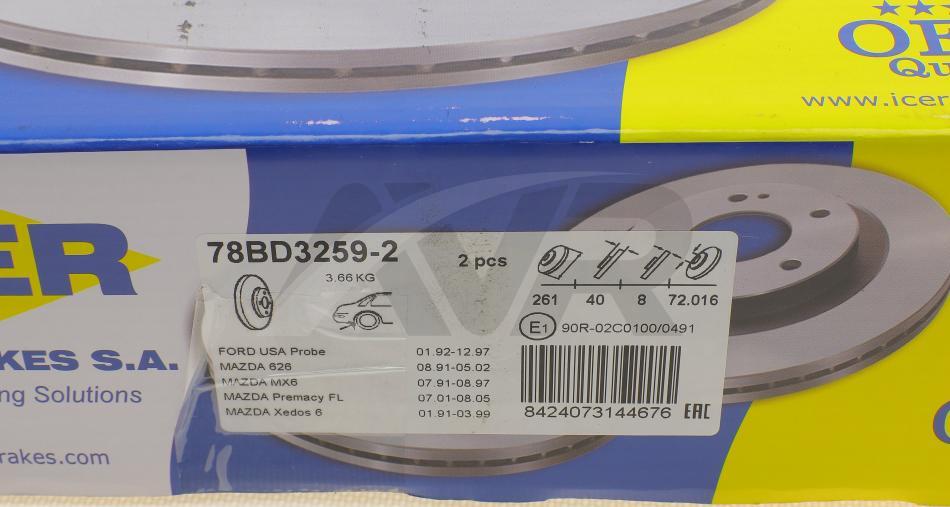 www.icer
ER
KES S.A.
ng Solutions
rakes.com
AVR
78BD3259-2
2 pcs
3.66 KG
261 40 8 72.016
E1 90R-02C0100/0491
FORD USA Probe 01.92-12.97
MAZDA 626 08.91-05.02
MAZDA MX6 07.91-08.97
MAZDA Premacy FL 07.01-08.05
MAZDA Xedos 6 01.91-03.99
8424073144676 EAC